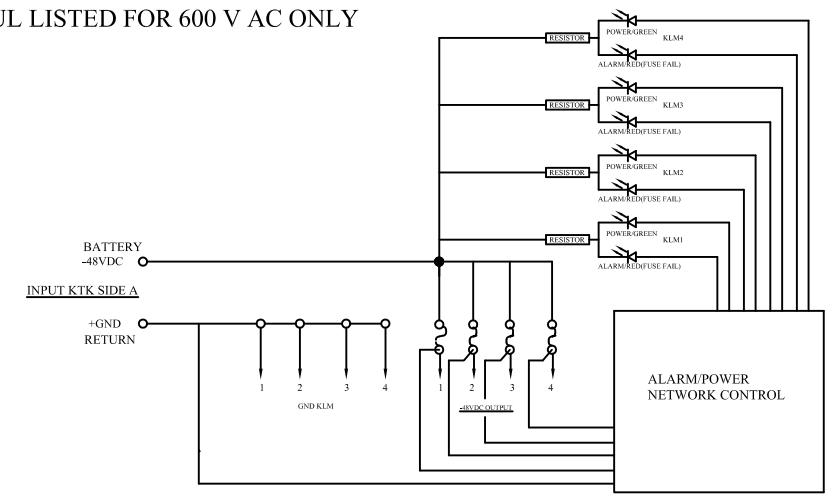 UL LISTED FOR 600 V AC ONLY
RESISTOR
POWER/GREEN
KLM4
ALARM/RED(FUSE FAIL)
RESISTOR
POWER/GREEN
KLM3
ALARM/RED(FUSE FAIL)
RESISTOR
POWER/GREEN
KLM2
ALARM/RED(FUSE FAIL)
RESISTOR
POWER/GREEN
KLM1
ALARM/RED(FUSE FAIL)
BATTERY
-48VDC
INPUT KTK SIDE A
+GND
RETURN
1 2 3 4
GND KLM
1 2 3 4
-48VDC OUTPUT
ALARM/POWER
NETWORK CONTROL